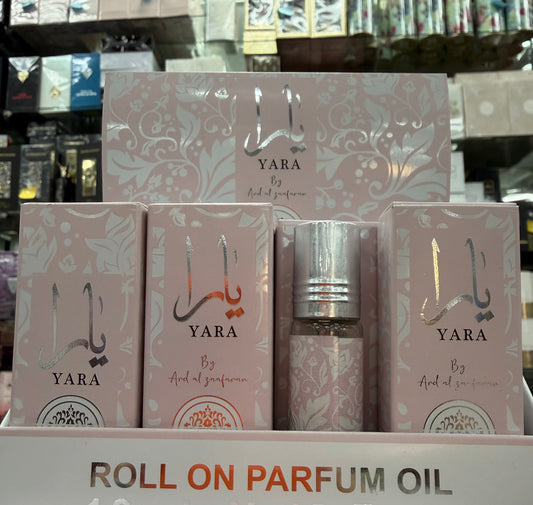 يارا
YARA
By
Ard al zaafaran
يارا
YARA
يارا
YARA
By
Ard al zaafaran
يارا
YARA
By
Ard al zaafaran
ROLL ON PARFUM OIL